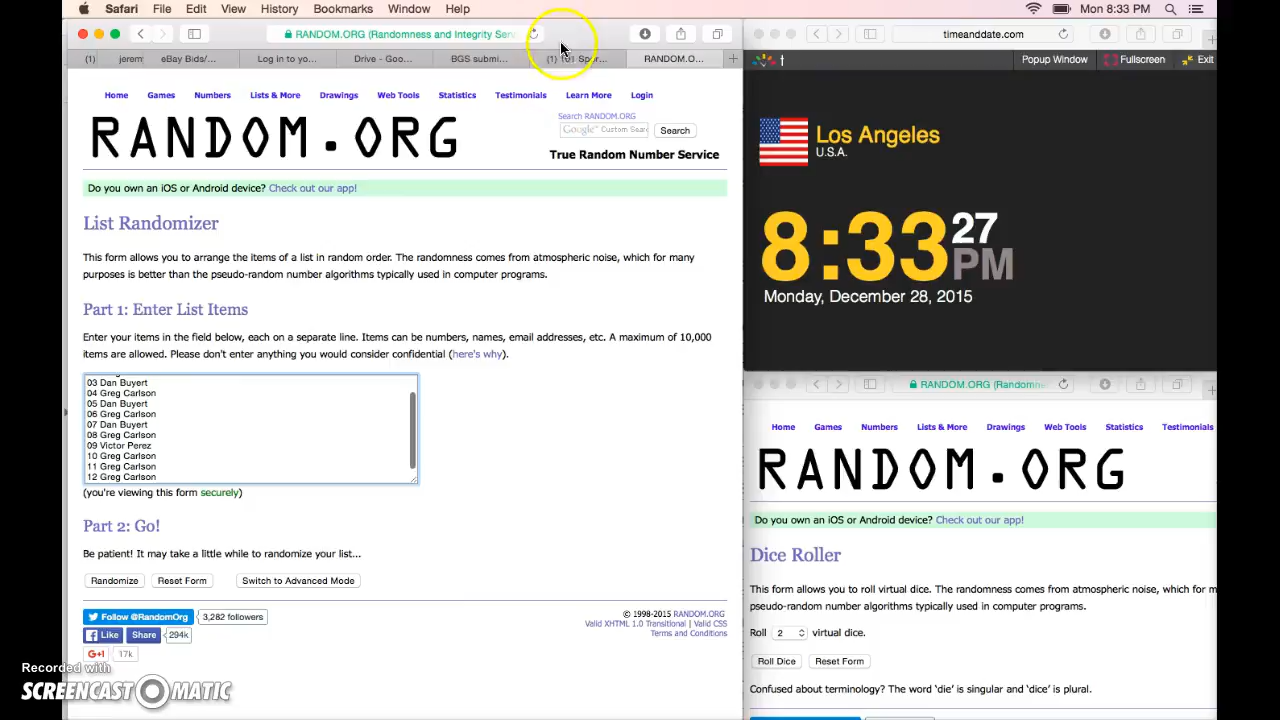 Safari File Edit View History Bookmarks Window Help Mon 8:33 PM
RANDOM.ORG (Randomness and Integrity Ser
(1) jerem eBay Bids/... Log in to yo... Drive - Goo... BGS submi... (1) 101 Spor... RANDOM.O...
Home Games Numbers Lists & More Drawings Web Tools Statistics Testimonials Learn More Login
RANDOM.ORG
Search RANDOM.ORG
Google™ Custom Sear Search
True Random Number Service
Do you own an iOS or Android device? Check out our app!
List Randomizer
This form allows you to arrange the items of a list in random order. The randomness comes from atmospheric noise, which for many
purposes is better than the pseudo-random number algorithms typically used in computer programs.
Part 1: Enter List Items
Enter your items in the field below, each on a separate line. Items can be numbers, names, email addresses, etc. A maximum of 10,000
items are allowed. Please don't enter anything you would consider confidential (here's why).
03 Dan Buyert
04 Greg Carlson
05 Dan Buyert
06 Greg Carlson
07 Dan Buyert
08 Greg Carlson
09 Victor Perez
10 Greg Carlson
11 Greg Carlson
12 Greg Carlson
(you're viewing this form securely)
Part 2: Go!
Be patient! It may take a little while to randomize your list...
Randomize Reset Form Switch to Advanced Mode
Follow @RandomOrg 3,282 followers
Like Share 294k
G+1 17k
© 1998-2015 RANDOM.ORG
Valid XHTML 1.0 Transitional | Valid CSS
Terms and Conditions
Recorded with
SCREENCAST-O-MATIC
timeanddate.com
Popup Window Fullscreen Exit
Los Angeles
U.S.A.
8:33 27 PM
Monday, December 28, 2015
RANDOM.ORG (Randomn
Home Games Numbers Lists & More Drawings Web Tools Statistics Testimonials
RANDOM.ORG
Do you own an iOS or Android device? Check out our app!
Dice Roller
This form allows you to roll virtual dice. The randomness comes from atmospheric noise, which for m
pseudo-random number algorithms typically used in computer programs.
Roll 2 virtual dice.
Roll Dice Reset Form
Confused about terminology? The word 'die' is singular and 'dice' is plural.